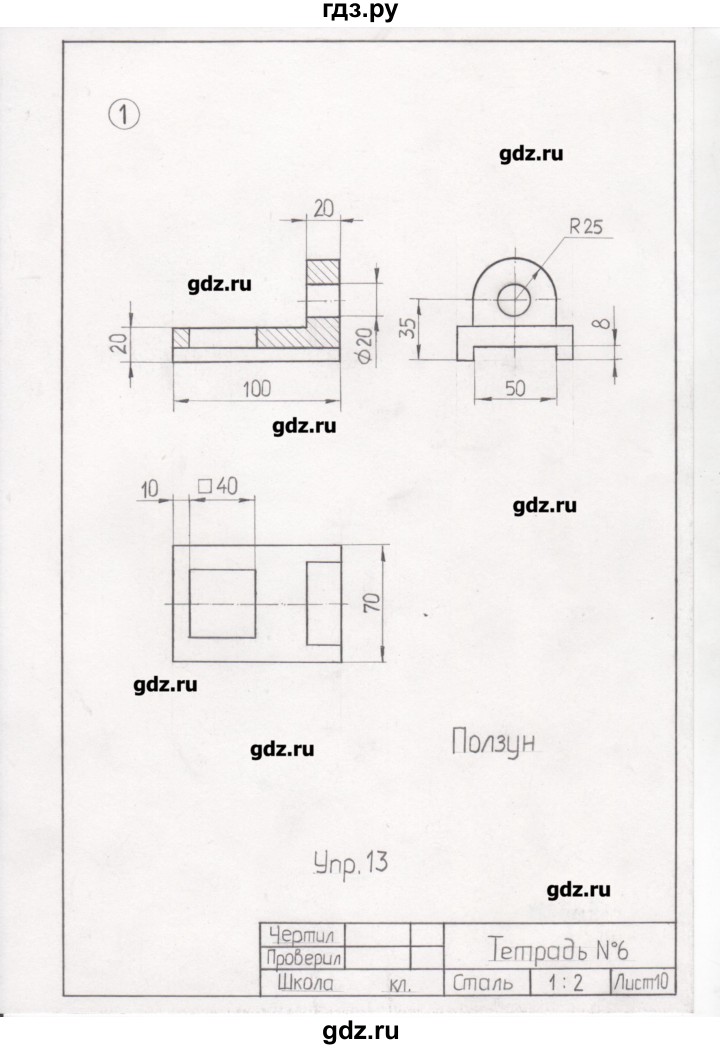 гдз.ру
1
gdz.ru
20
R25
gdz.ru
20
35
8
Ø20
100
50
gdz.ru
10
□40
gdz.ru
70
gdz.ru
gdz.ru
Ползун
Упр. 13
gdz.ru
Чертил
Проверил
Тетрадь №6
Школа кл.
Сталь
1:2
Лист10
gdz.ru